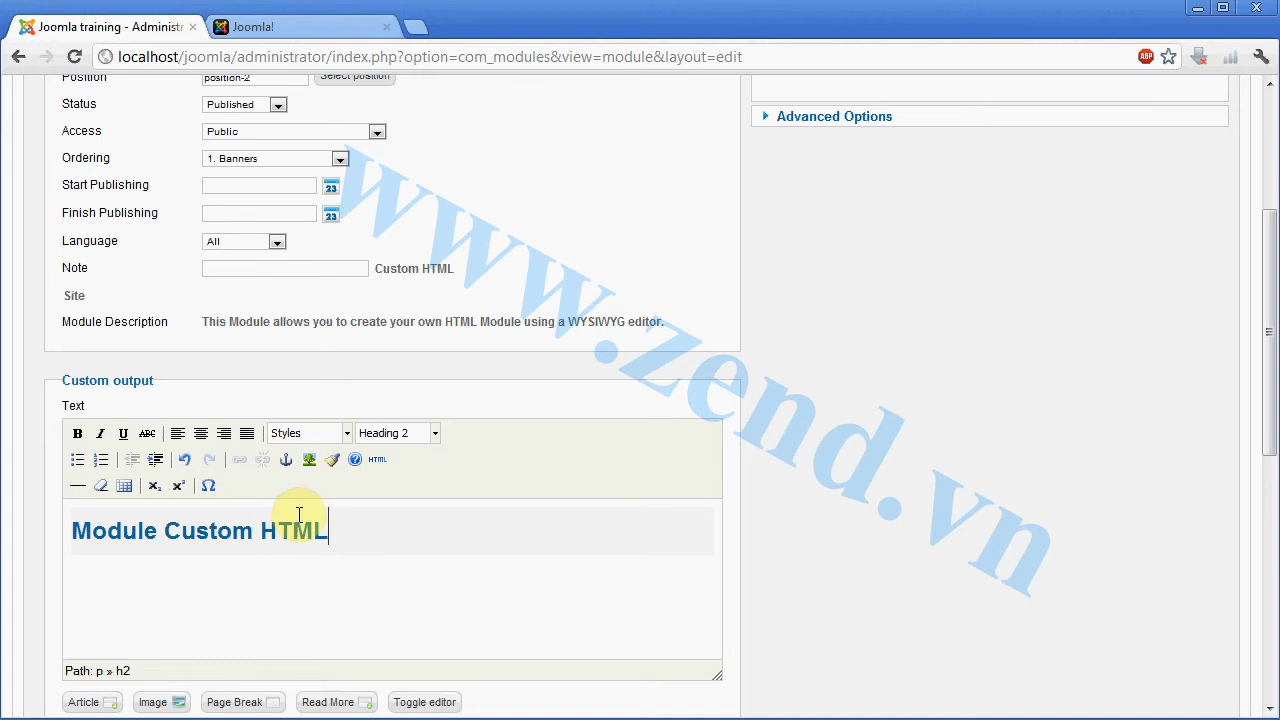 Joomla training - Administr
Joomla!
localhost/joomla/administrator/index.php?option=com_modules&view=module&layout=edit
ABP
Position
position-2
Select position
Status
Published
Advanced Options
Access
Public
Ordering
1. Banners
Start Publishing
23
Finish Publishing
23
Language
All
Note
Custom HTML
Site
Module Description
This Module allows you to create your own HTML Module using a WYSIWYG editor.
www.zend.vn
Custom output
Text
B I U ABC
Styles
Heading 2
HTML
Module Custom HTML
Path: p » h2
Article
Image
Page Break
Read More
Toggle editor